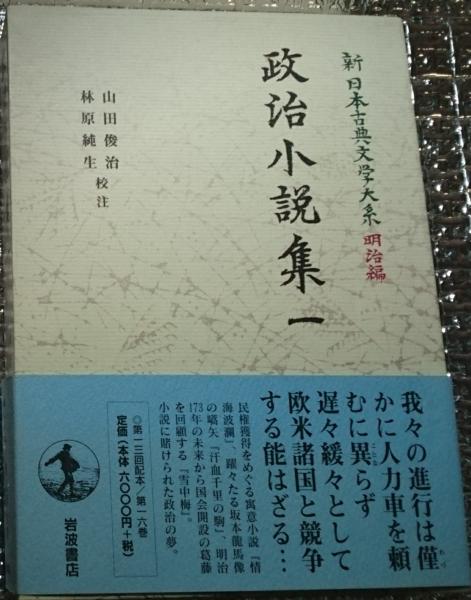 新日本古典文学大系 明治編
政治小説集 一
山田俊治
林原純生 校注
我々の進行は僅
わづ
かに人力車を頼
むに異らず
ことな
遅々緩々として
欧米諸国と競争
する能はざる…
民権獲得をめぐる寓意小説『情
海波瀾』、躍々たる坂本龍馬像
の嚆矢『汗血千里の駒』、明治
173年の未来から国会開設の葛藤
を回顧する『雪中梅』。
小説に賭けられた政治の夢。
◎第二三回配本/第一六巻
定価(本体六〇〇〇円+税)
岩波書店